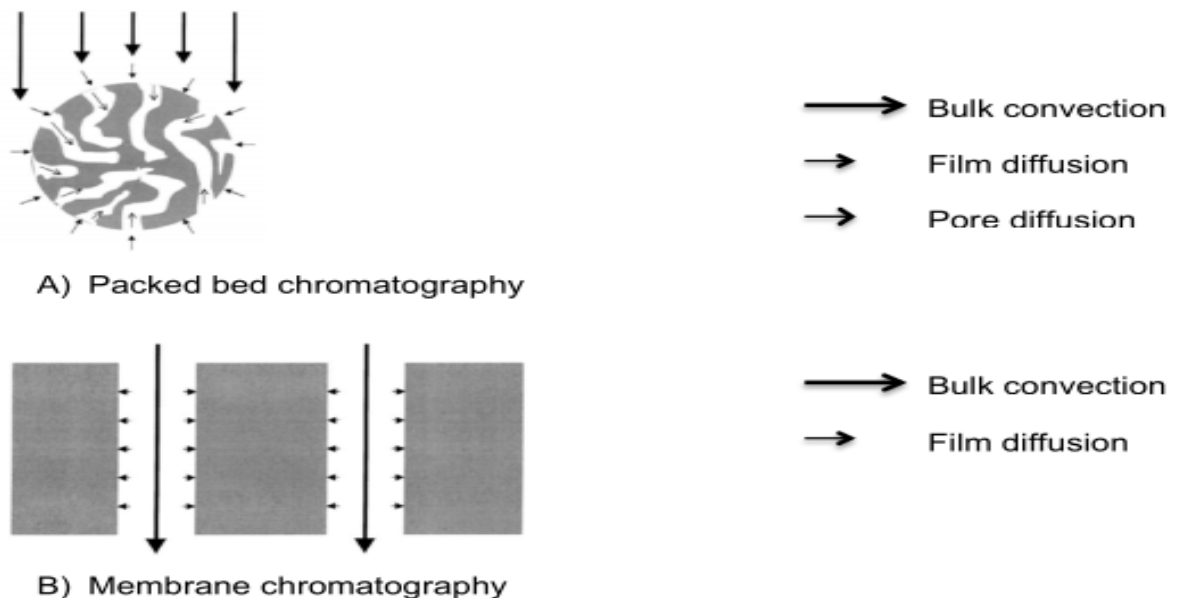 Bulk convection
Film diffusion
Pore diffusion
A) Packed bed chromatography
Bulk convection
Film diffusion
B) Membrane chromatography